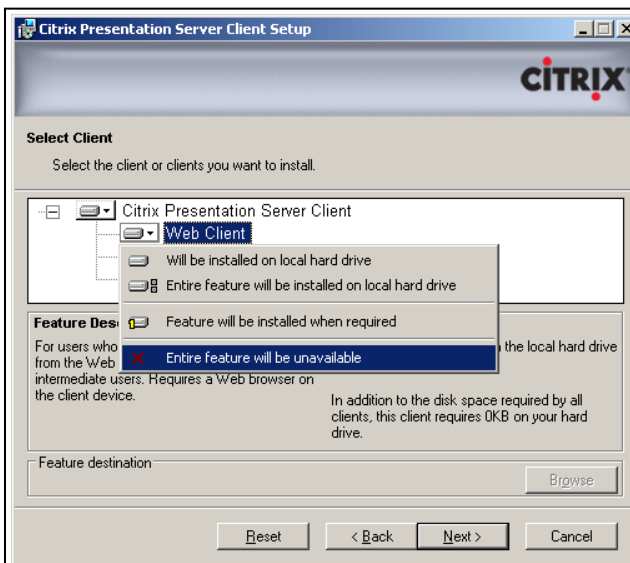 Citrix Presentation Server Client Setup
CITRIX
Select Client
Select the client or clients you want to install.
Citrix Presentation Server Client
Web Client
Will be installed on local hard drive
Entire feature will be installed on local hard drive
Feature will be installed when required
Entire feature will be unavailable
Feature Des
For users who
from the Web
intermediate users. Requires a Web browser on
the client device.
the local hard drive
In addition to the disk space required by all
clients, this client requires 0KB on your hard
drive.
Feature destination
Browse
Reset
< Back
Next >
Cancel